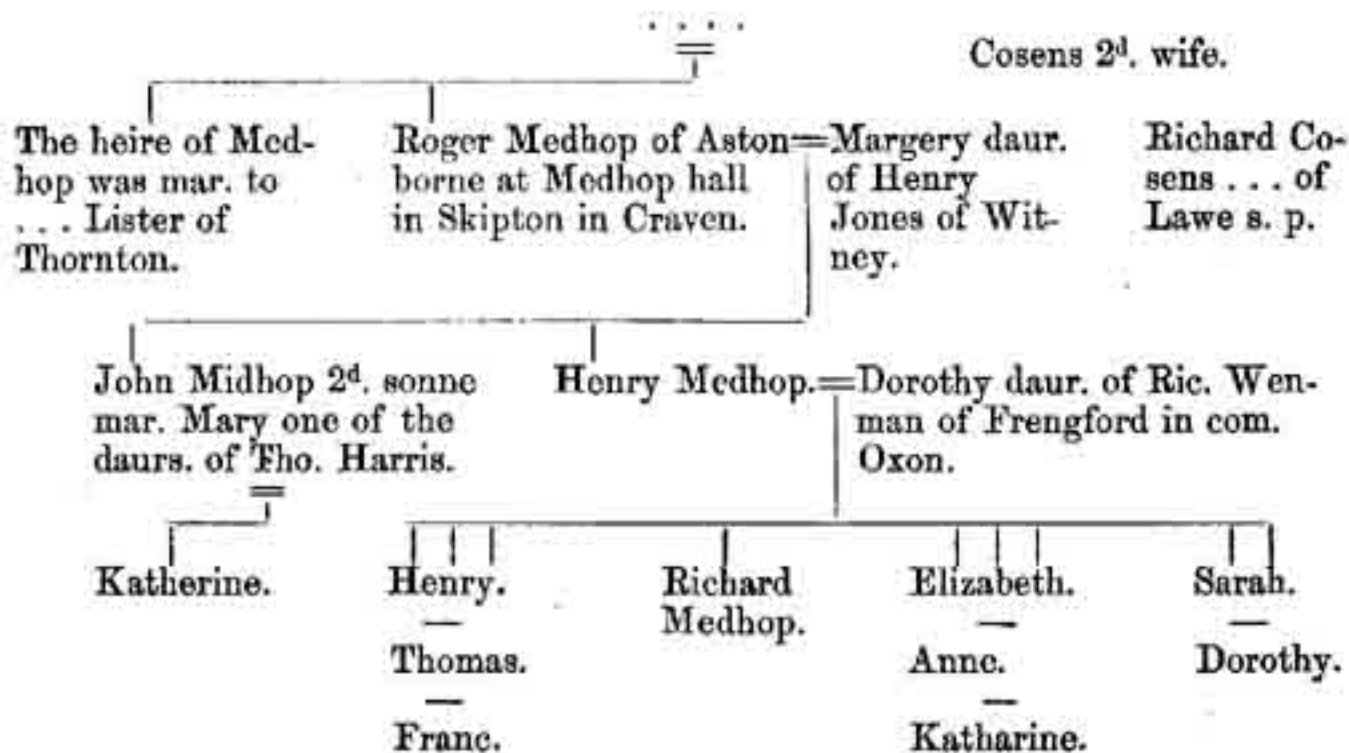 . . . .
Cosens 2d. wife.
The heire of Med-
hop was mar. to
. . . Lister of
Thornton.
Roger Medhop of Aston
borne at Medhop hall
in Skipton in Craven.
Margery daur.
of Henry
Jones of Wit-
ney.
Richard Co-
sens . . . of
Lawe s. p.
John Midhop 2d. sonne
mar. Mary one of the
daurs. of Tho. Harris.
Henry Medhop.
Dorothy daur. of Ric. Wen-
man of Frengford in com.
Oxon.
Katherine.
Henry.
Thomas.
Franc.
Richard
Medhop.
Elizabeth.
Anne.
Katharine.
Sarah.
Dorothy.